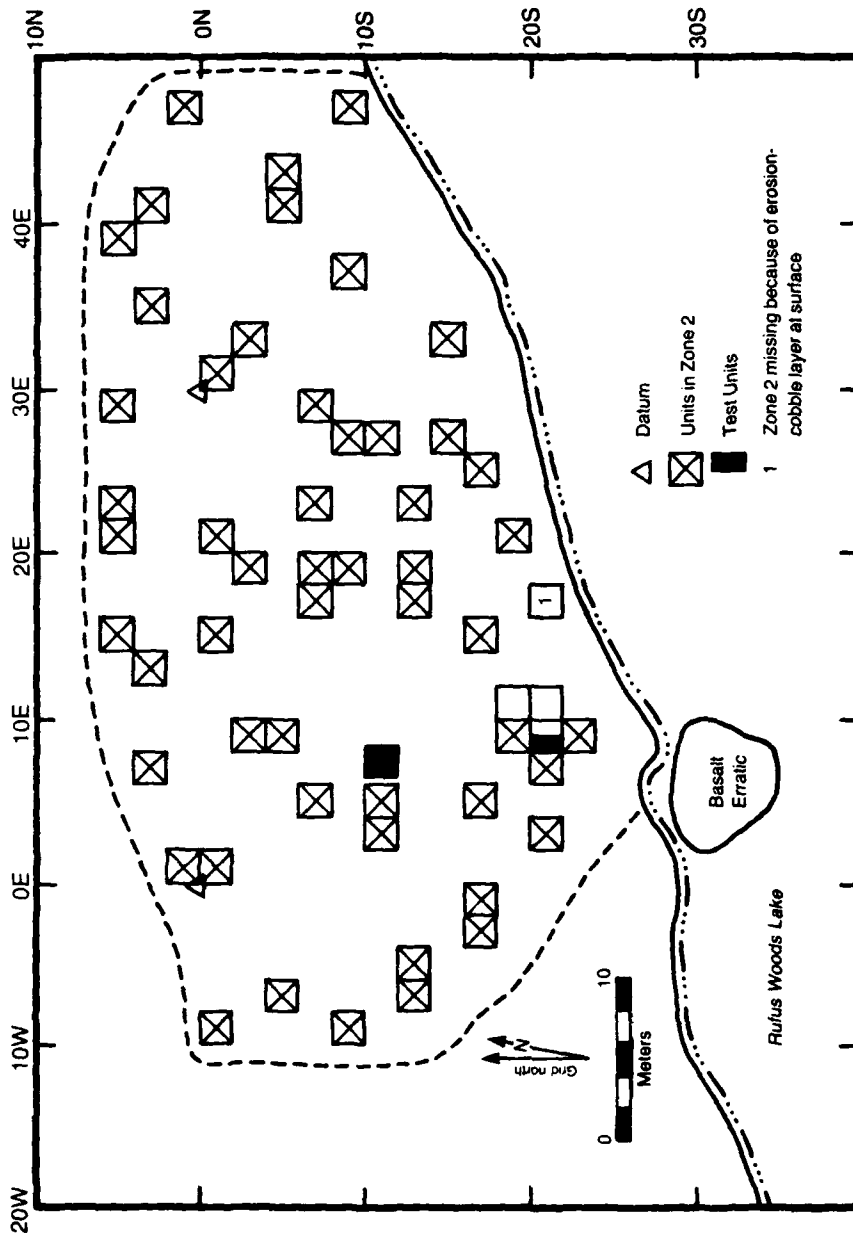 10N
0N
10S
20S
30S
20W
10W
0E
10E
20E
30E
40E
Datum
Units in Zone 2
Test Units
1 Zone 2 missing because of erosion-
cobble layer at surface
1
Basalt
Erratic
Rufus Woods Lake
N
Grid north
0 10
Meters